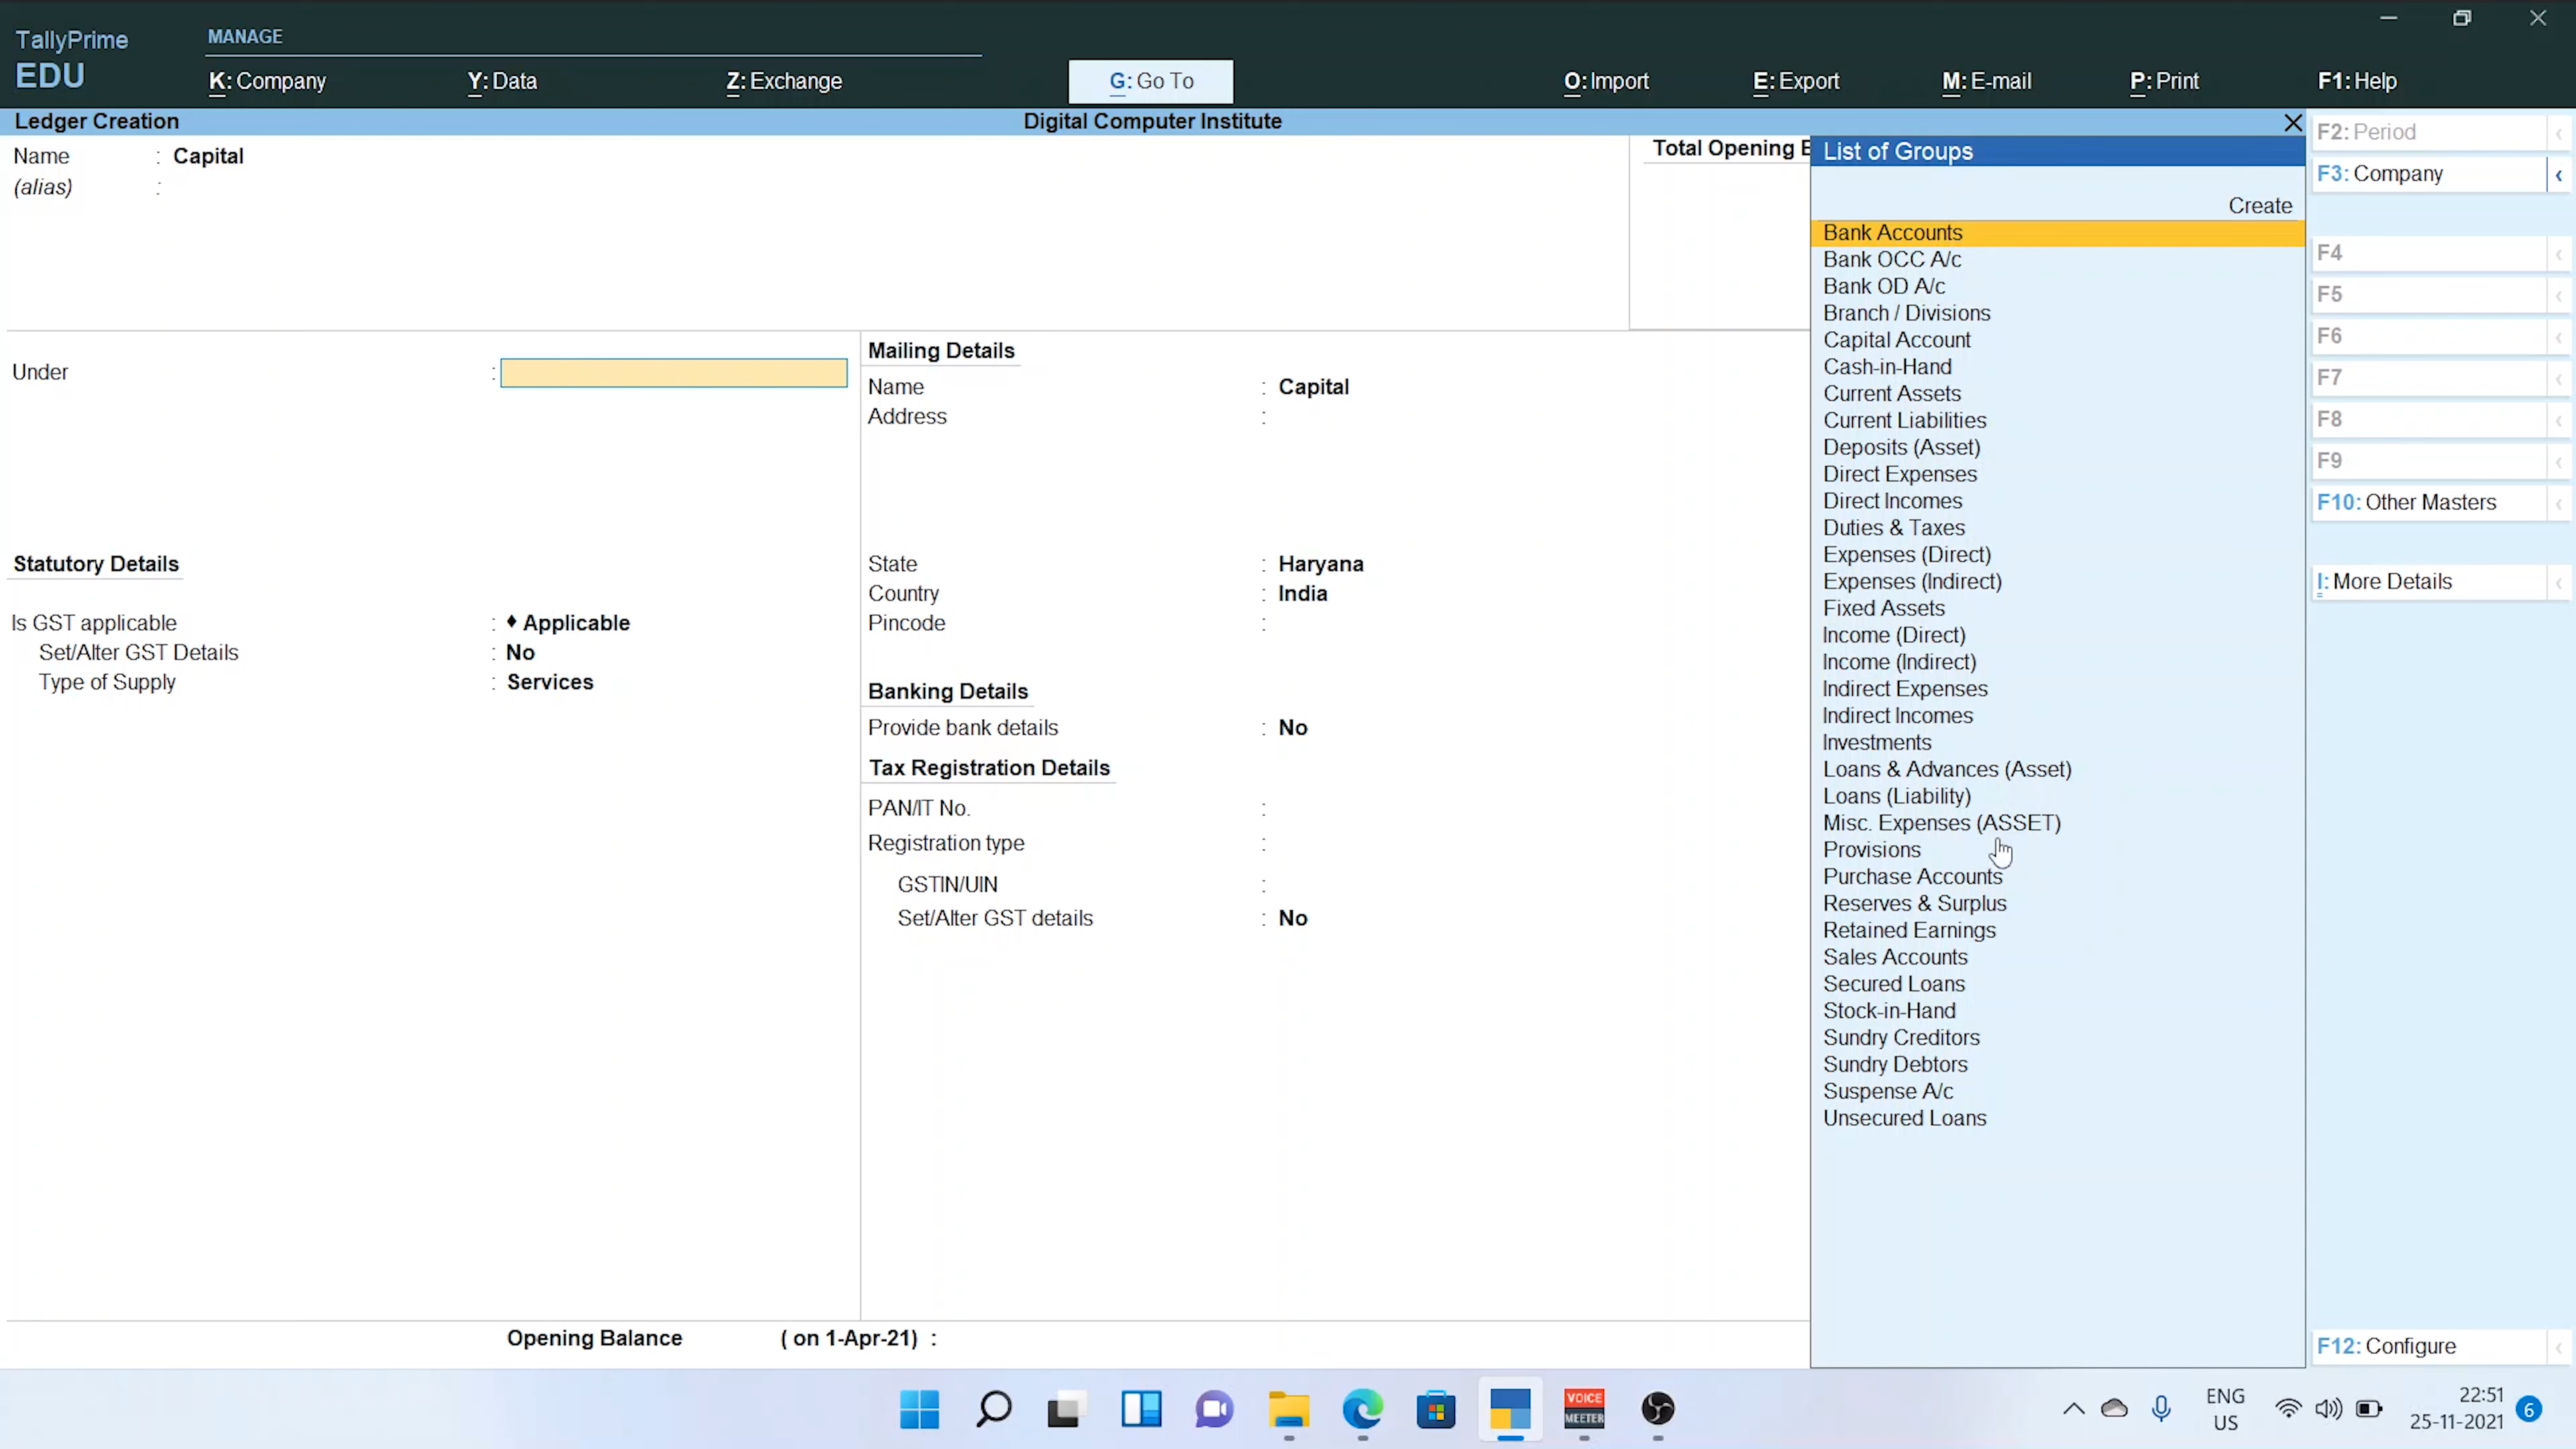 TallyPrime
EDU
MANAGE
K: Company
Y: Data
Z: Exchange
G: Go To
O: Import
E: Export
M: E-mail
P: Print
F1: Help
Ledger Creation
Digital Computer Institute
Name : Capital
(alias) :
Total Opening
Under :
Statutory Details
Is GST applicable : ♦ Applicable
Set/Alter GST Details : No
Type of Supply : Services
Mailing Details
Name : Capital
Address :
State : Haryana
Country : India
Pincode :
Banking Details
Provide bank details : No
Tax Registration Details
PAN/IT No. :
Registration type :
GSTIN/UIN :
Set/Alter GST details : No
Opening Balance ( on 1-Apr-21) :
List of Groups
Create
Bank Accounts
Bank OCC A/c
Bank OD A/c
Branch / Divisions
Capital Account
Cash-in-Hand
Current Assets
Current Liabilities
Deposits (Asset)
Direct Expenses
Direct Incomes
Duties & Taxes
Expenses (Direct)
Expenses (Indirect)
Fixed Assets
Income (Direct)
Income (Indirect)
Indirect Expenses
Indirect Incomes
Investments
Loans & Advances (Asset)
Loans (Liability)
Misc. Expenses (ASSET)
Provisions
Purchase Accounts
Reserves & Surplus
Retained Earnings
Sales Accounts
Secured Loans
Stock-in-Hand
Sundry Creditors
Sundry Debtors
Suspense A/c
Unsecured Loans
F2: Period
F3: Company
F4
F5
F6
F7
F8
F9
F10: Other Masters
I: More Details
F12: Configure
VOICE
MEETER
ENG
US
22:51
25-11-2021
6